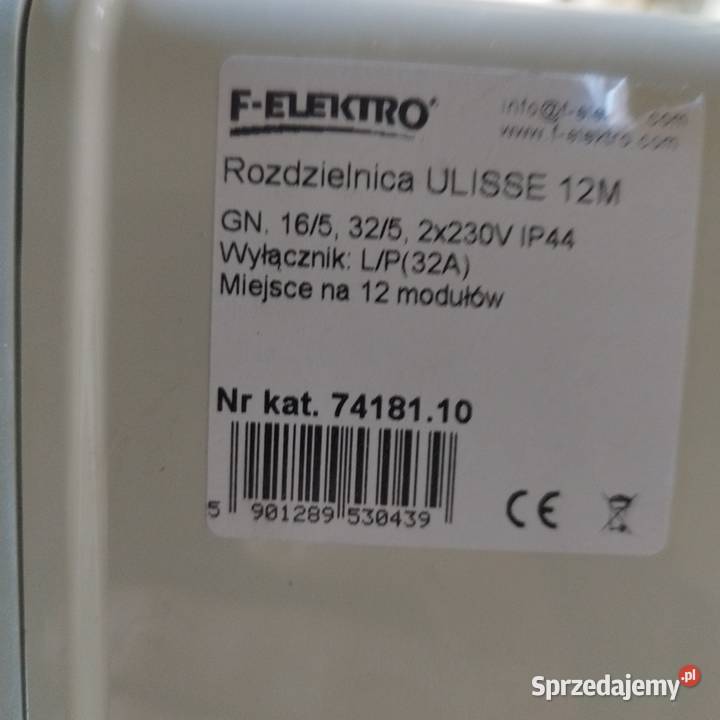 F-ELEKTRO
www.f-elektro.com
Rozdzielnica ULISSE 12M
GN. 16/5, 32/5, 2x230V IP44
Wyłącznik: L/P(32A)
Miejsce na 12 modułów
Nr kat. 74181.10
5 901289 530439
CE
Sprzedajemy.pl